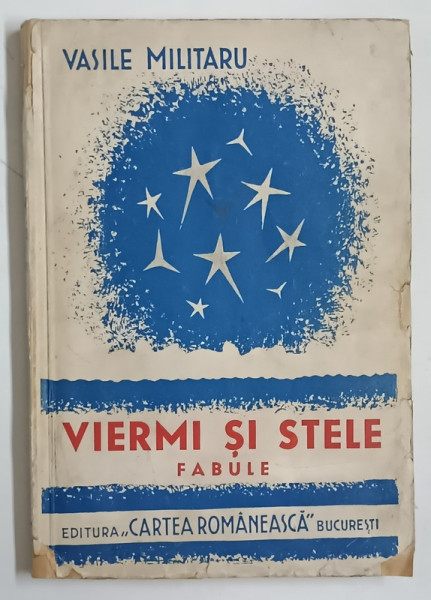 VASILE MILITARU
VIERMI ȘI STELE
FABULE
EDITURA „CARTEA ROMÂNEASCĂ” BUCUREȘTI